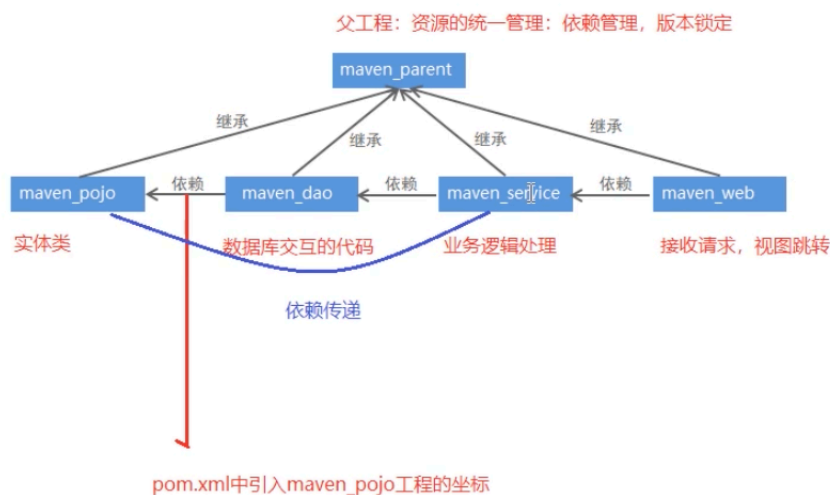 父工程：资源的统一管理：依赖管理，版本锁定
maven_parent
继承
继承
继承
继承
maven_pojo
依赖
maven_dao
依赖
maven_service
依赖
maven_web
实体类
数据库交互的代码
业务逻辑处理
接收请求，视图跳转
依赖传递
pom.xml中引入maven_pojo工程的坐标